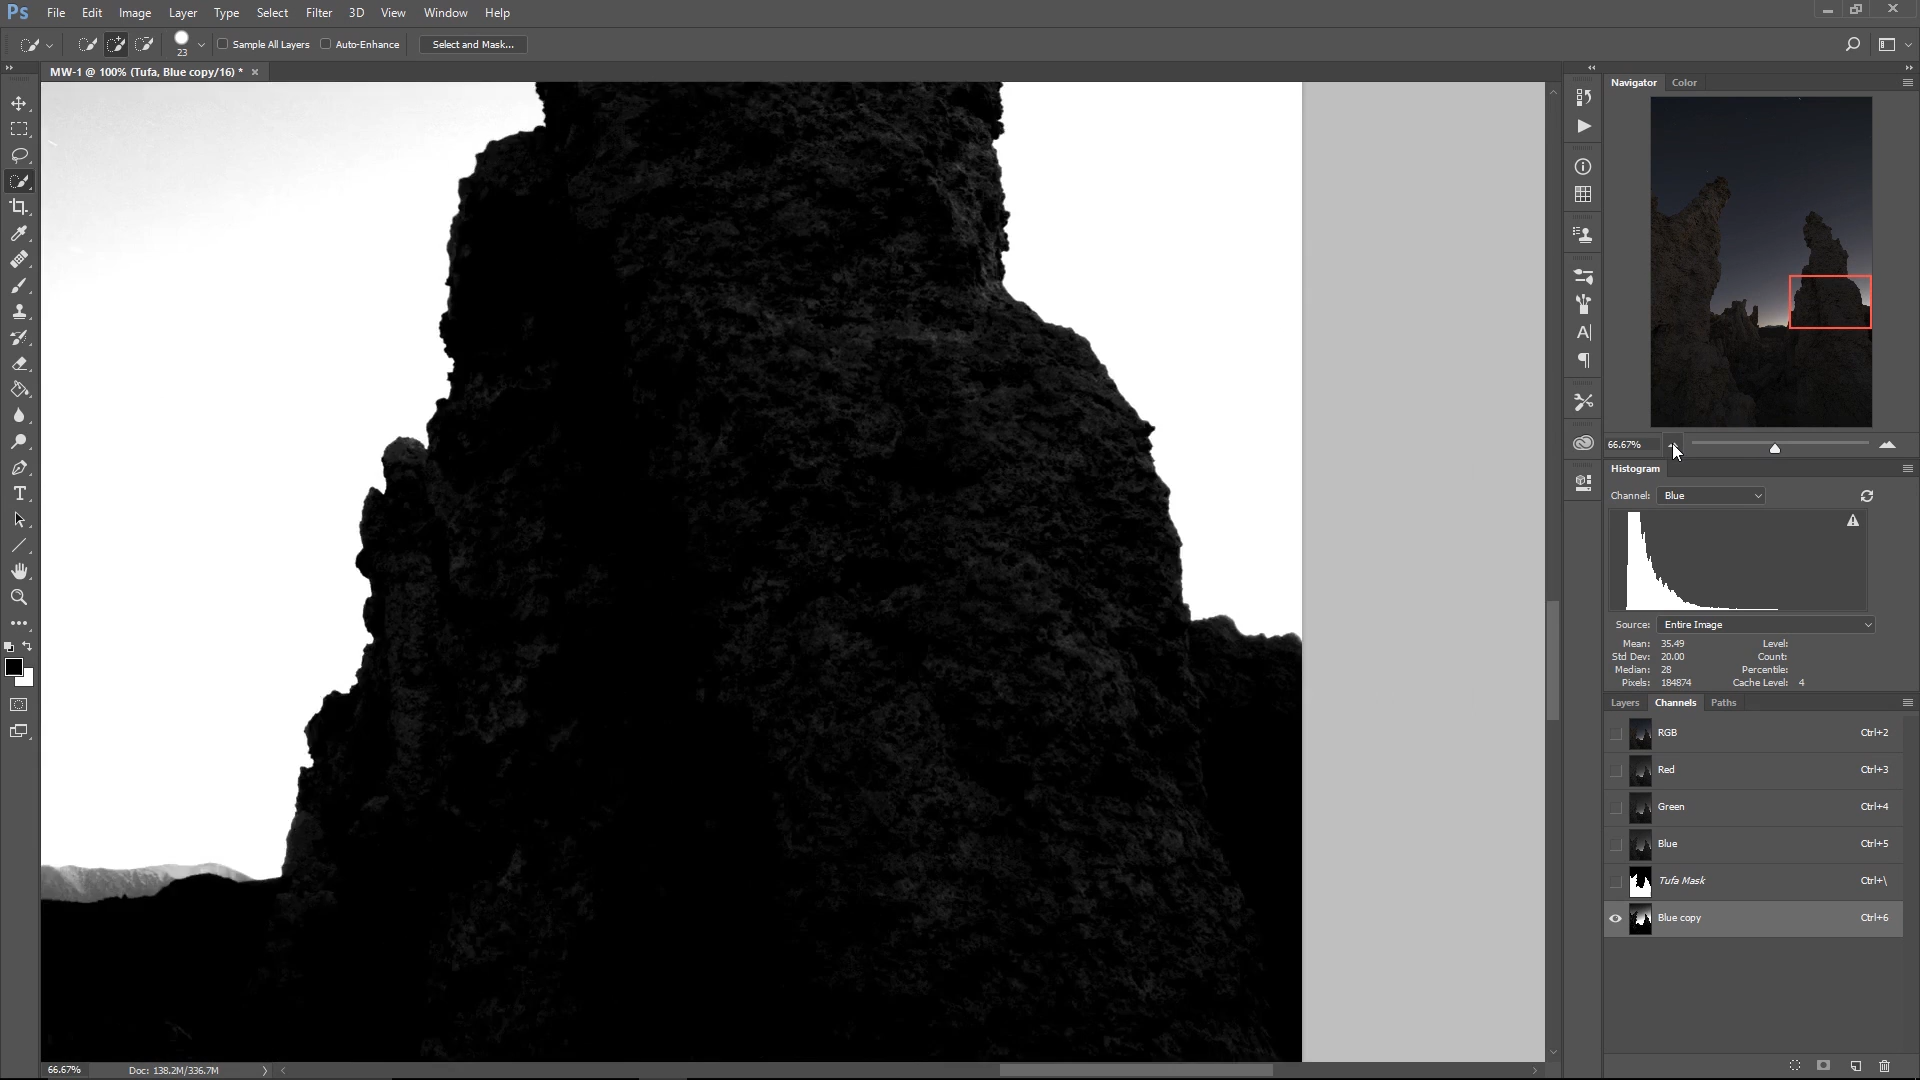 Ps File Edit Image Layer Type Select Filter 3D View Window Help
23 Sample All Layers Auto-Enhance Select and Mask...
MW-1 @ 100% (Tufa, Blue copy/16) * ×
Navigator Color
66.67%
Histogram
Channel: Blue
Source: Entire Image
Mean: 35.49 Level:
Std Dev: 20.00 Count:
Median: 28 Percentile:
Pixels: 184874 Cache Level: 4
Layers Channels Paths
RGB Ctrl+2
Red Ctrl+3
Green Ctrl+4
Blue Ctrl+5
Tufa Mask Ctrl+\
Blue copy Ctrl+6
66.67% Doc: 138.2M/336.7M